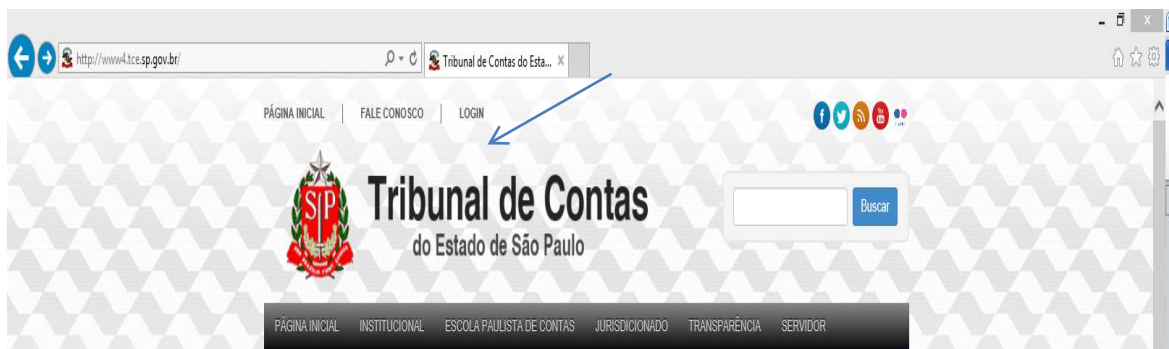 http://www4.tce.sp.gov.br/
Tribunal de Contas do Esta...
PÁGINA INICIAL
FALE CONOSCO
LOGIN
SP
Tribunal de Contas
do Estado de São Paulo
Buscar
PÁGINA INICIAL INSTITUCIONAL ESCOLA PAULISTA DE CONTAS JURISDICIONADO TRANSPARÊNCIA SERVIDOR